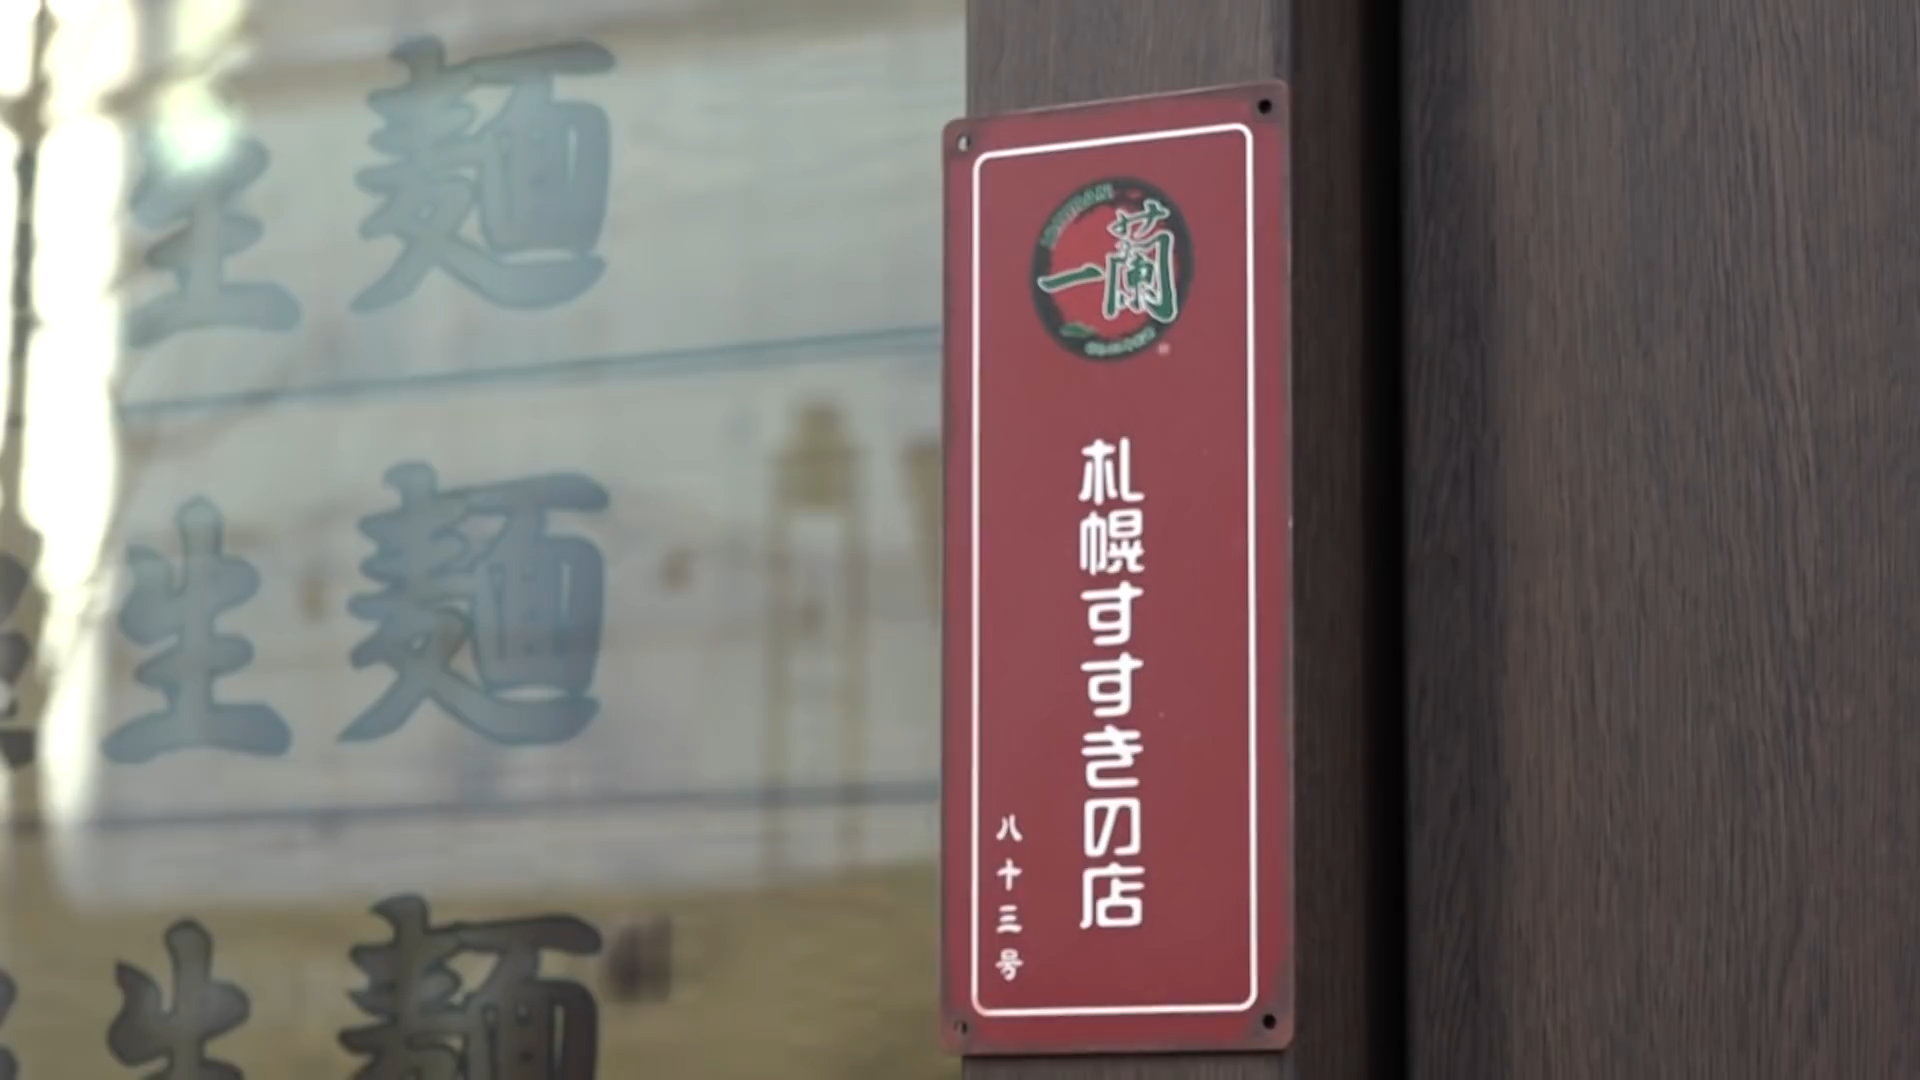 一蘭
札幌すすきの店
八十三号
生麺
生麺
生麺